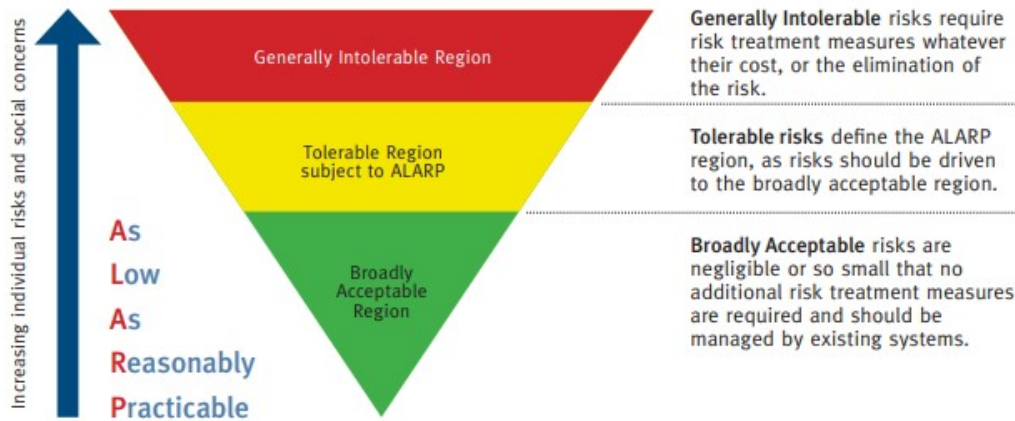 Increasing individual risks and social concerns
As
Low
As
Reasonably
Practicable
Generally Intolerable Region
Tolerable Region
subject to ALARP
Broadly
Acceptable
Region
Generally Intolerable risks require
risk treatment measures whatever
their cost, or the elimination of
the risk.
Tolerable risks define the ALARP
region, as risks should be driven
to the broadly acceptable region.
Broadly Acceptable risks are
negligible or so small that no
additional risk treatment measures
are required and should be
managed by existing systems.